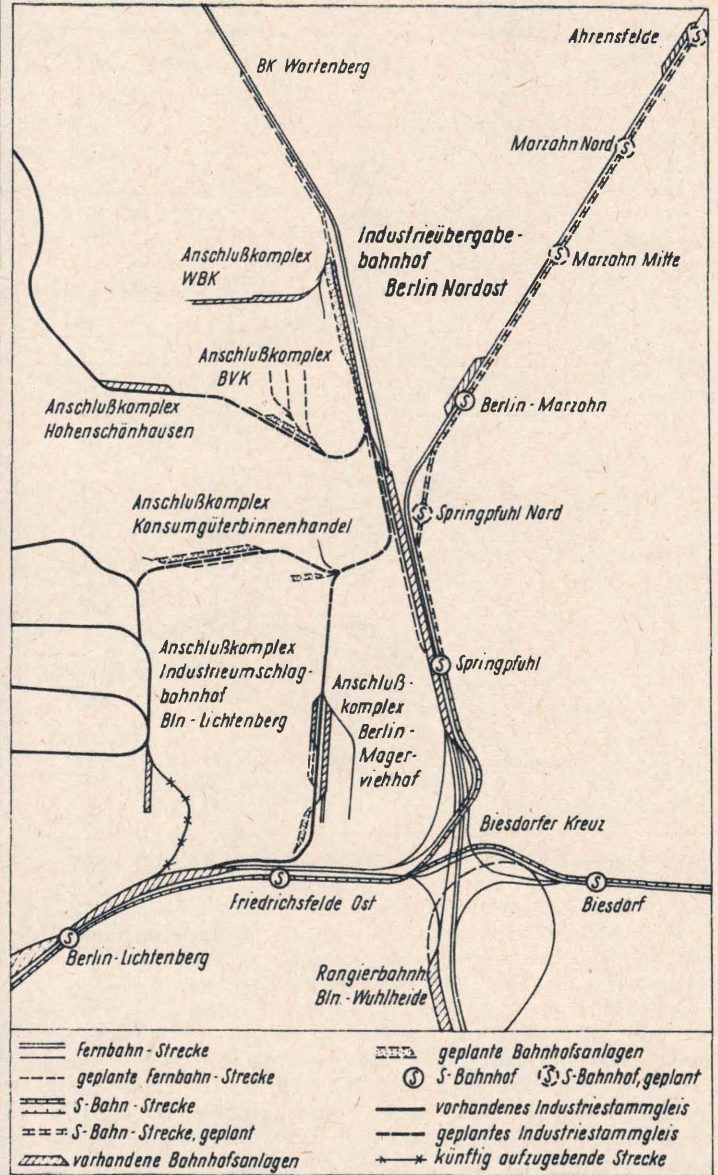 Ahrensfelde
BK Wartenberg
Marzahn Nord
Industrieübergabe-
bahnhof
Berlin Nordost
Marzahn Mitte
Anschlußkomplex
WBK
Anschlußkomplex
BVK
Berlin-Marzahn
Anschlußkomplex
Hohenschönhausen
Springpfuhl Nord
Anschlußkomplex
Konsumgüterbinnenhandel
Springpfuhl
Anschlußkomplex
Industrieumschlag-
bahnhof
Bln-Lichtenberg
Anschluß-
komplex
Berlin-
Magerviehhof
Biesdorfer Kreuz
Friedrichsfelde Ost
Biesdorf
Berlin-Lichtenberg
Rangierbahnh.
Bln.-Wuhlheide
Fernbahn-Strecke
geplante Fernbahn-Strecke
S-Bahn-Strecke
S-Bahn-Strecke, geplant
vorhandene Bahnhofsanlagen
geplante Bahnhofsanlagen
S S-Bahnhof S S-Bahnhof, geplant
vorhandenes Industriestammgleis
geplantes Industriestammgleis
künftig aufzugebende Strecke